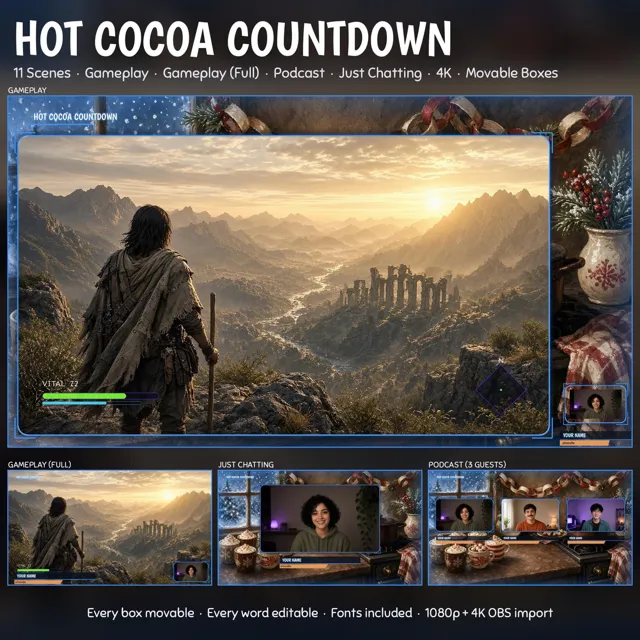 HOT COCOA COUNTDOWN
11 Scenes · Gameplay · Gameplay (Full) · Podcast · Just Chatting · 4K · Movable Boxes
GAMEPLAY
HOT COCOA COUNTDOWN
VITAL 72
YOUR NAME
GAMEPLAY (FULL)
JUST CHATTING
PODCAST (3 GUESTS)
YOUR NAME
YOUR NAME
Every box movable · Every word editable · Fonts included · 1080p + 4K OBS import